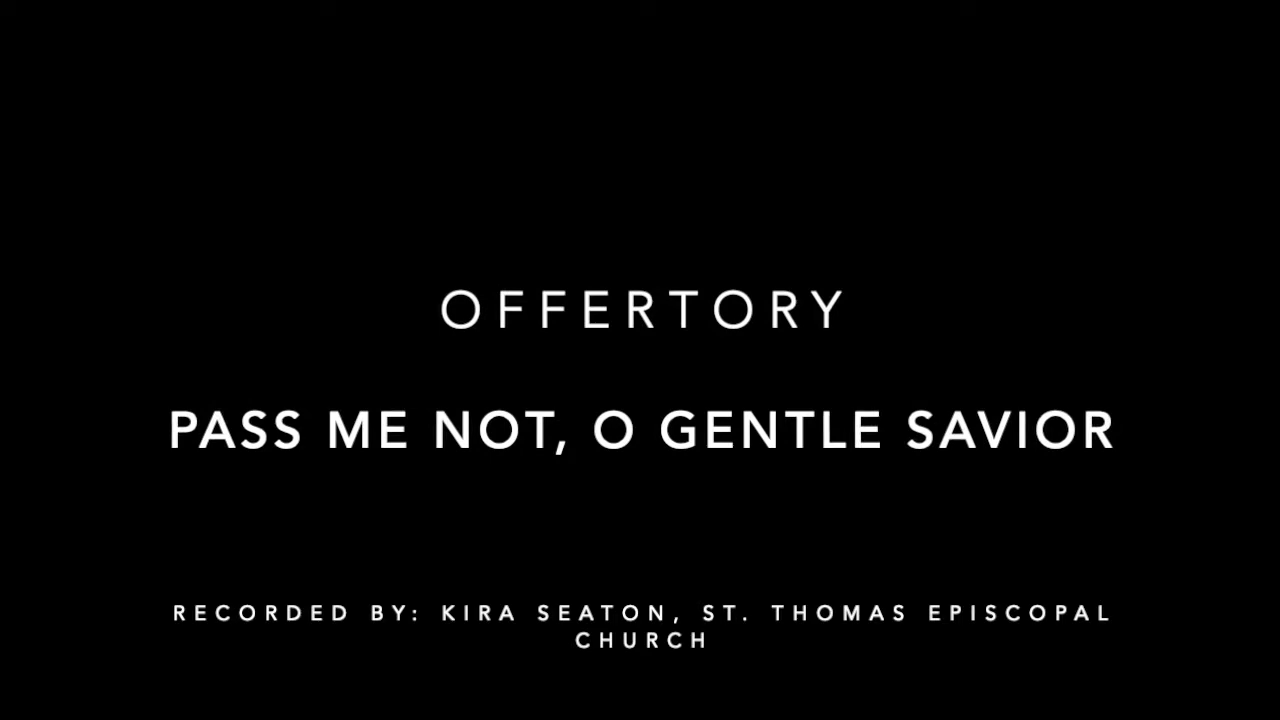 OFFERTORY
PASS ME NOT, O GENTLE SAVIOR
RECORDED BY: KIRA SEATON, ST. THOMAS EPISCOPAL
CHURCH